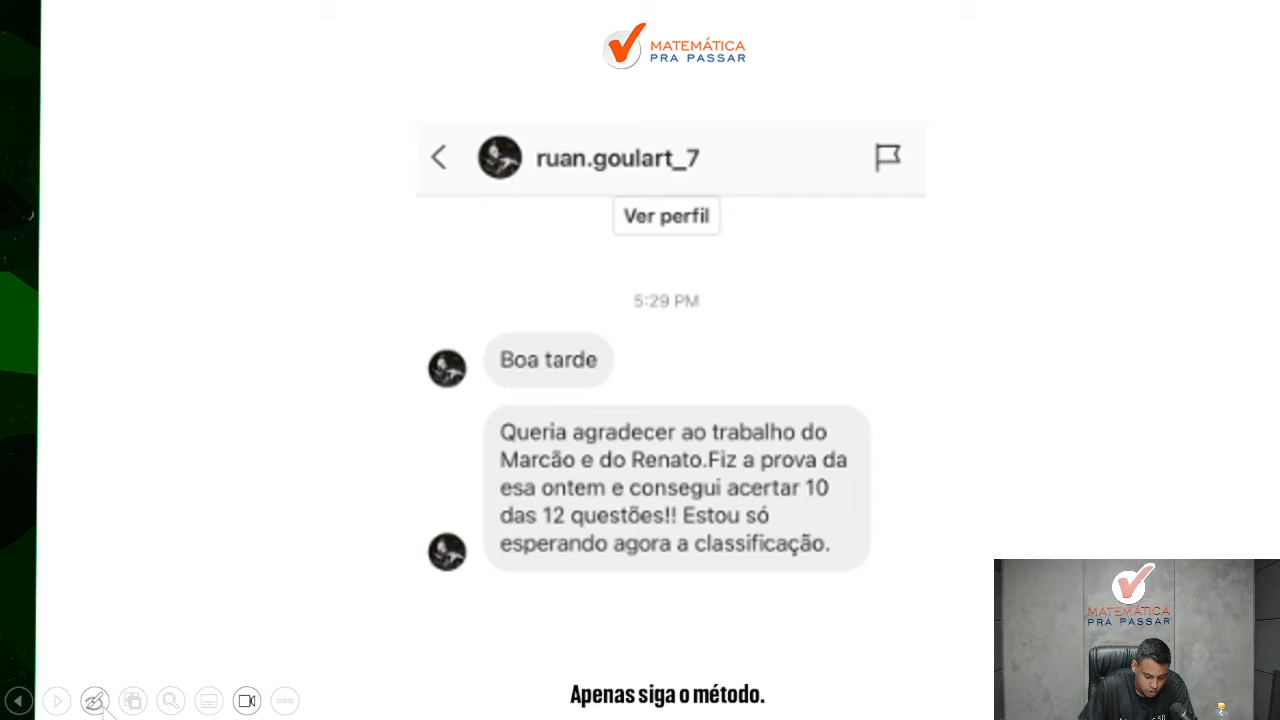 MATEMÁTICA
PRA PASSAR
ruan.goulart_7
Ver perfil
5:29 PM
Boa tarde
Queria agradecer ao trabalho do
Marcão e do Renato.Fiz a prova da
esa ontem e consegui acertar 10
das 12 questões!! Estou só
esperando agora a classificação.
MATEMÁTICA
PRA PASSAR
Apenas siga o método.